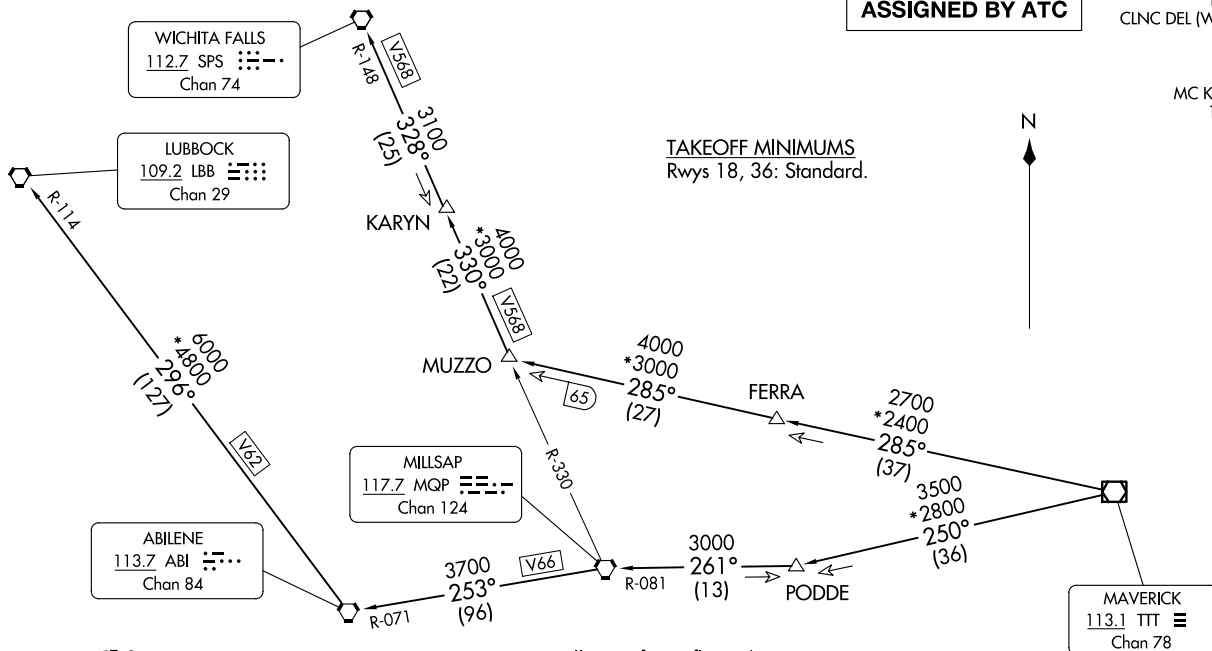 ASSIGNED BY ATC
CLNC DEL (W
MC K
WICHITA FALLS
112.7 SPS
Chan 74
R-148
V568
3100
328°
(25)
LUBBOCK
109.2 LBB
Chan 29
R-114
KARYN
TAKEOFF MINIMUMS
Rwys 18, 36: Standard.
N
4000
*3000
330°
(22)
V568
MUZZO
6000
*4800
296°
(127)
V62
4000
*3000
285°
(27)
65
FERRA
2700
*2400
285°
(37)
R-330
MILLSAP
117.7 MQP
Chan 124
3500
*2800
250°
(36)
ABILENE
113.7 ABI
Chan 84
R-071
3700
253°
(96)
V66
R-081
3000
261°
(13)
PODDE
MAVERICK
113.1 TTT
Chan 78